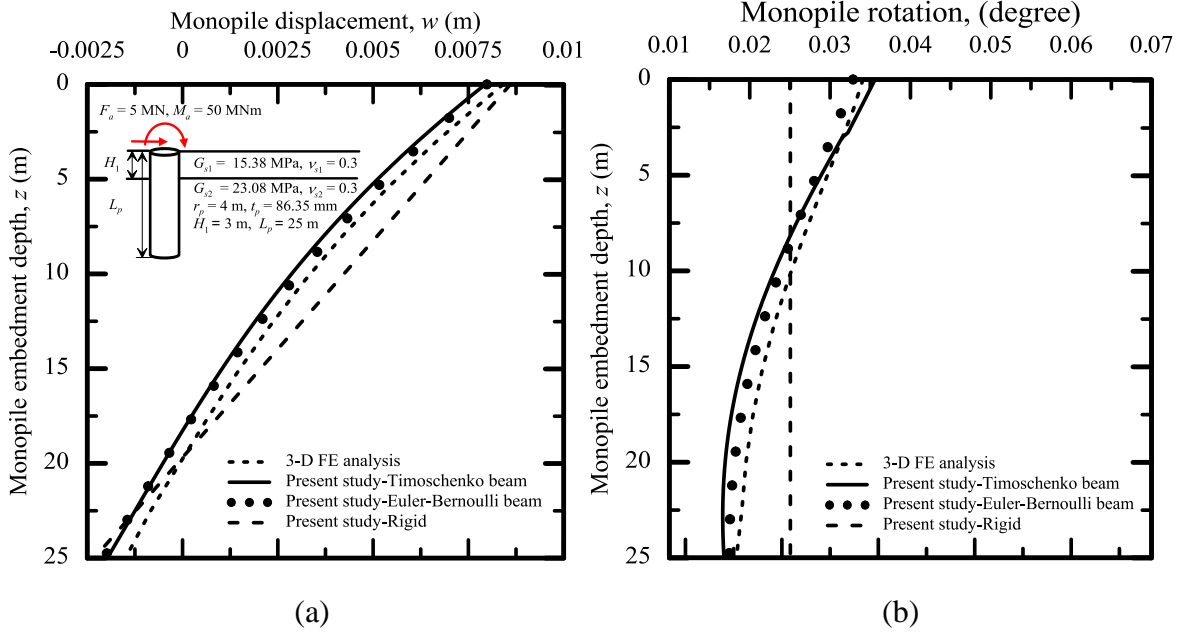 Monopile displacement, w (m)
-0.0025 0 0.0025 0.005 0.0075 0.01
Monopile embedment depth, z (m)
0
5
10
15
20
25
Fa = 5 MN, Ma = 50 MNm
H1
Lp
Gs1 = 15.38 MPa, νs1 = 0.3
Gs2 = 23.08 MPa, νs2 = 0.3
rp = 4 m, tp = 86.35 mm
H1 = 3 m, Lp = 25 m
3-D FE analysis
Present study-Timoschenko beam
Present study-Euler-Bernoulli beam
Present study-Rigid
(a)
Monopile rotation, (degree)
0.01 0.02 0.03 0.04 0.05 0.06 0.07
Monopile embedment depth, z (m)
0
5
10
15
20
25
3-D FE analysis
Present study-Timoschenko beam
Present study-Euler-Bernoulli beam
Present study-Rigid
(b)